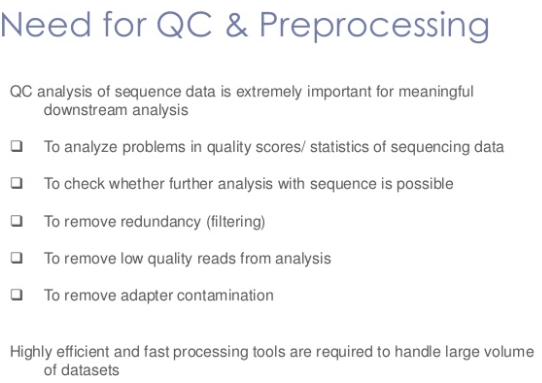 Need for QC & Preprocessing
QC analysis of sequence data is extremely important for meaningful
downstream analysis
❑ To analyze problems in quality scores/ statistics of sequencing data
❑ To check whether further analysis with sequence is possible
❑ To remove redundancy (filtering)
❑ To remove low quality reads from analysis
❑ To remove adapter contamination
Highly efficient and fast processing tools are required to handle large volume
of datasets